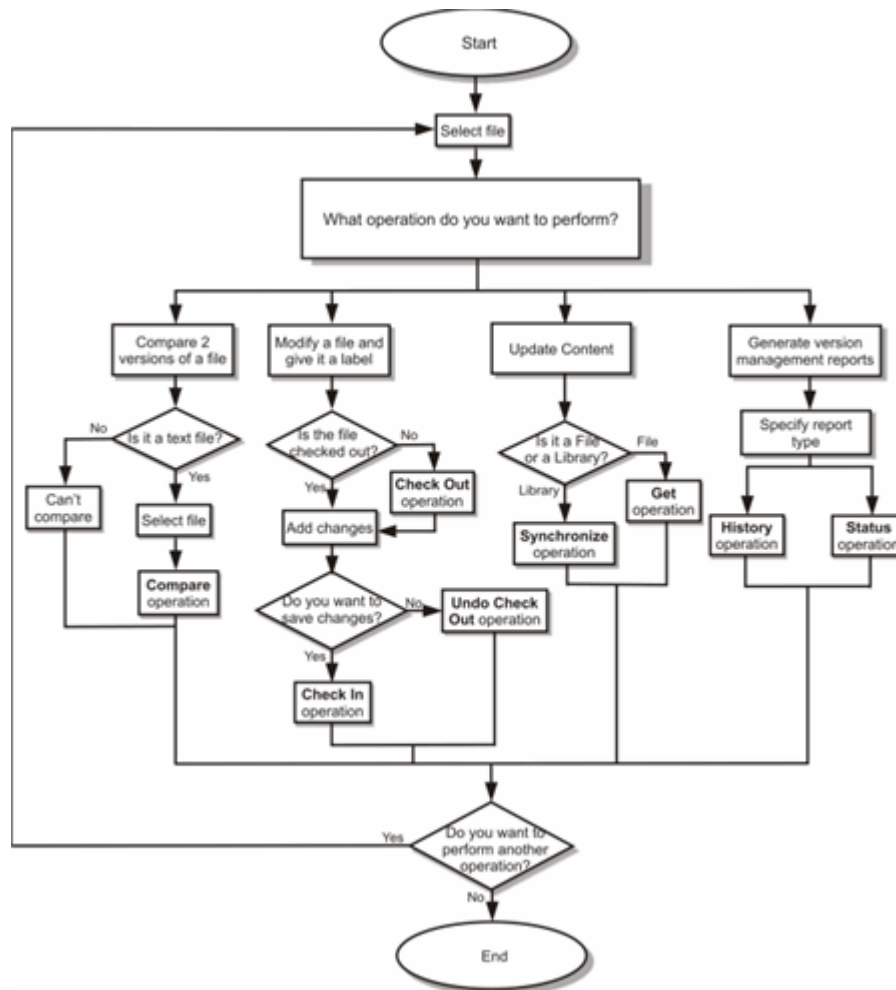 Start
Select file
What operation do you want to perform?
Compare 2
versions of a file
Modify a file and
give it a label
Update Content
Generate version
management reports
No
Is it a text file?
Yes
Can't
compare
Select file
Compare
operation
Is the file
checked out?
No
Yes
Check Out
operation
Add changes
Do you want to
save changes?
No
Undo Check
Out operation
Yes
Check In
operation
Is it a File
or a Library?
File
Library
Get
operation
Synchronize
operation
Specify report
type
History
operation
Status
operation
Yes
Do you want to
perform another
operation?
No
End